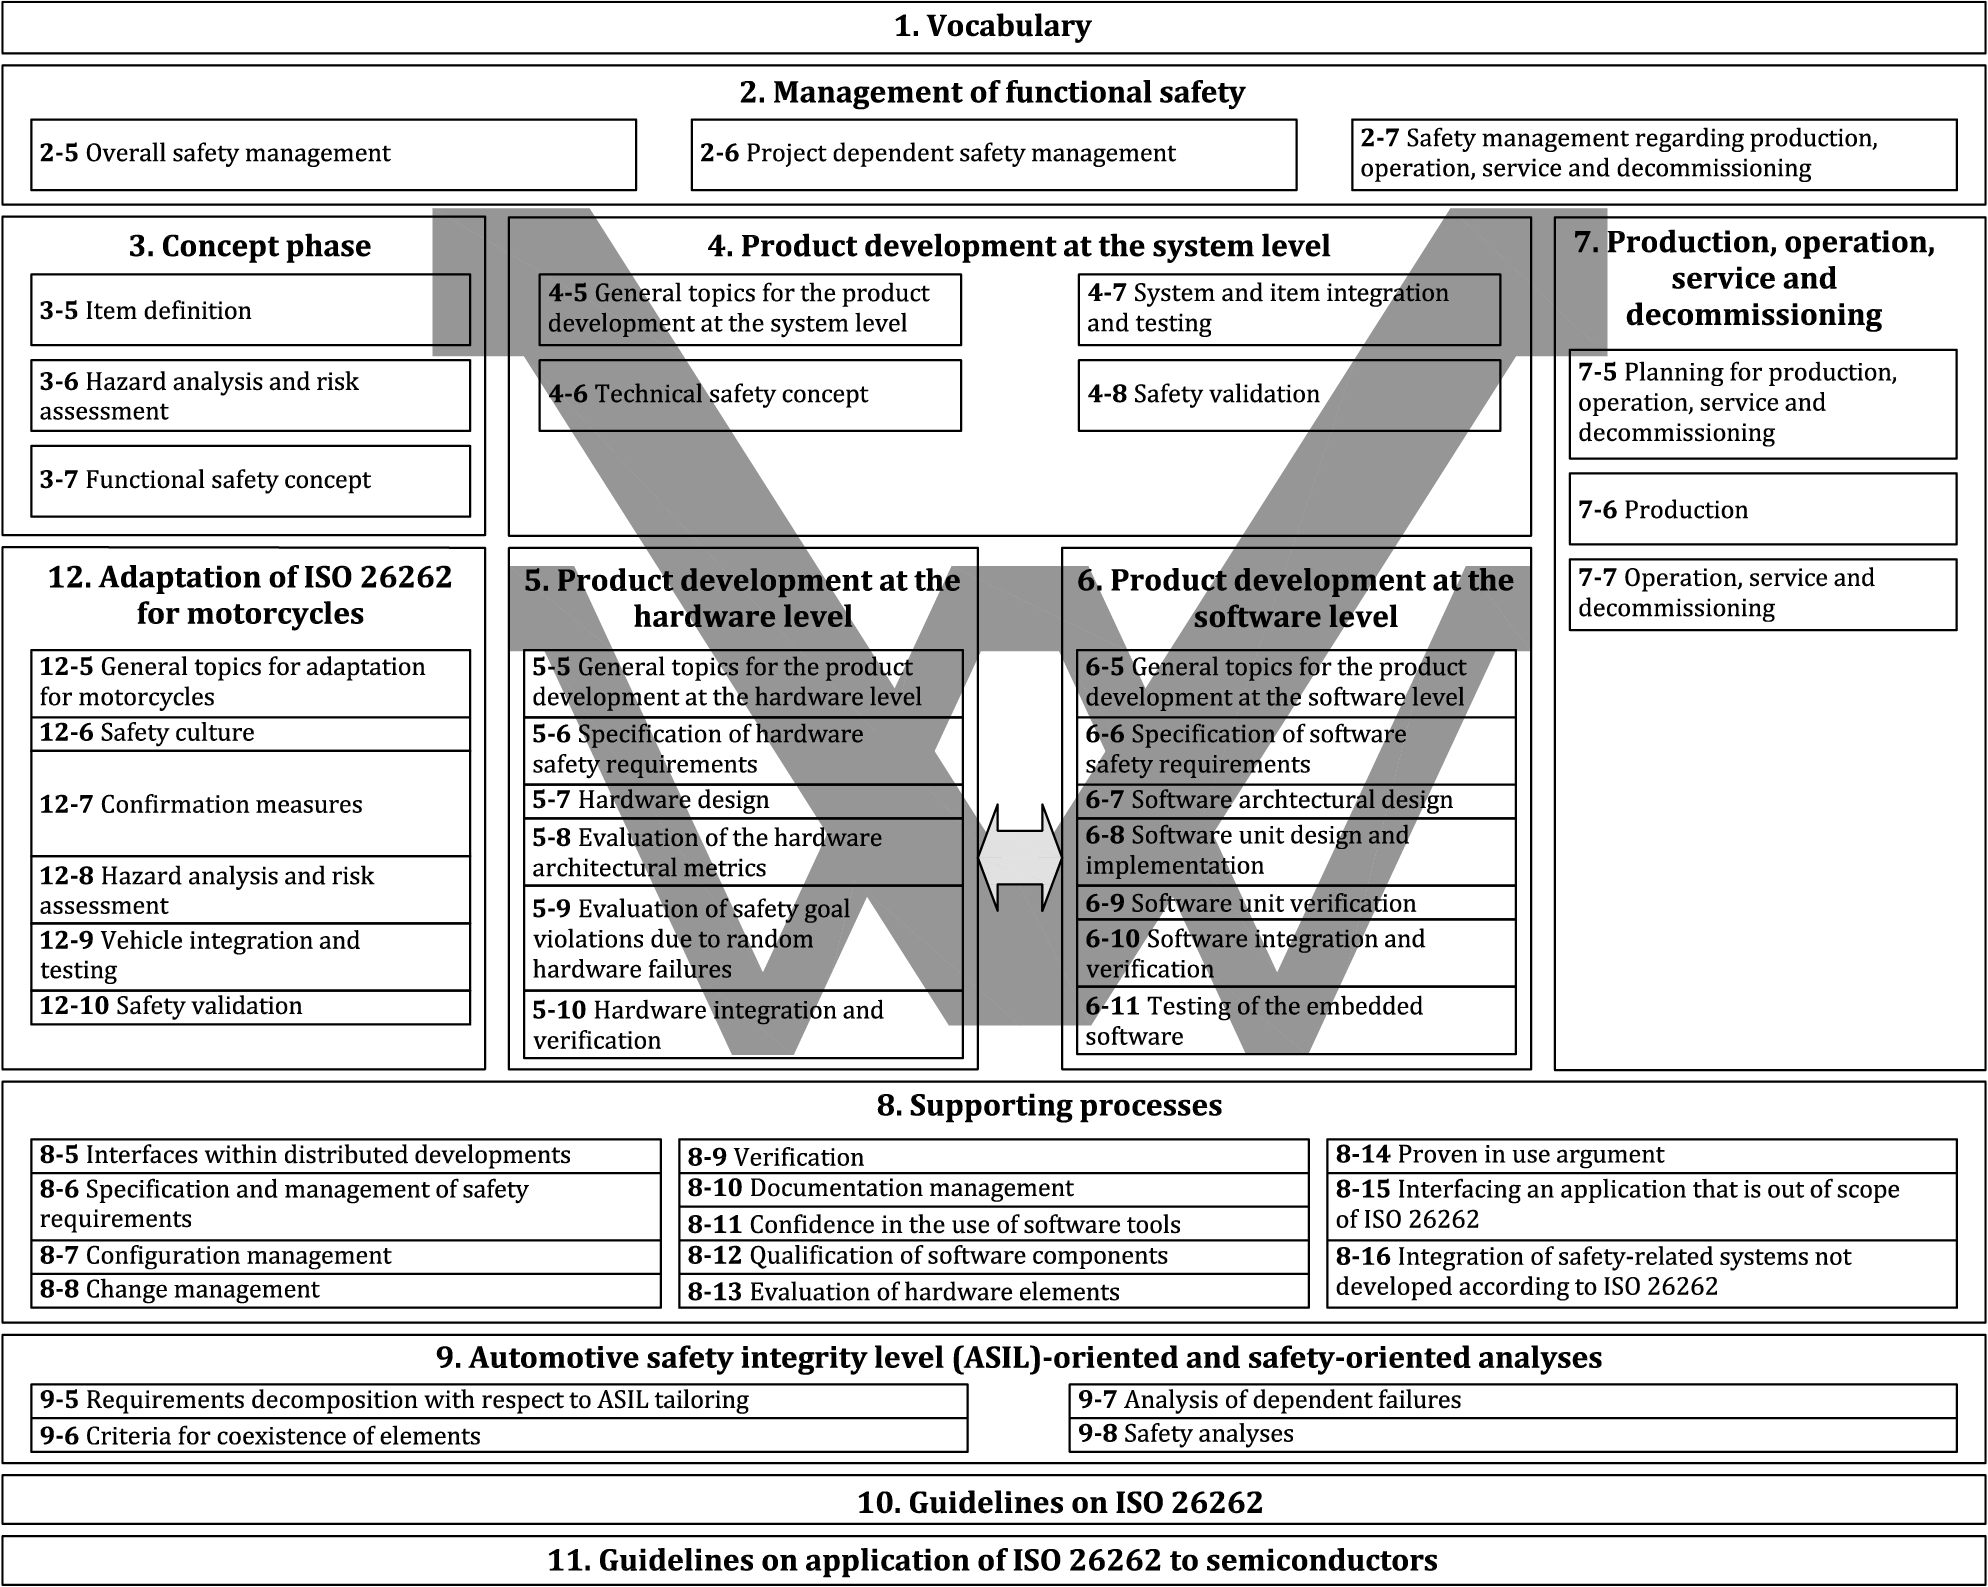 1. Vocabulary
2. Management of functional safety
2-5 Overall safety management
2-6 Project dependent safety management
2-7 Safety management regarding production,
operation, service and decommissioning
3. Concept phase
3-5 Item definition
3-6 Hazard analysis and risk
assessment
3-7 Functional safety concept
4. Product development at the system level
4-5 General topics for the product
development at the system level
4-6 Technical safety concept
4-7 System and item integration
and testing
4-8 Safety validation
7. Production, operation,
service and
decommissioning
7-5 Planning for production,
operation, service and
decommissioning
7-6 Production
7-7 Operation, service and
decommissioning
12. Adaptation of ISO 26262
for motorcycles
12-5 General topics for adaptation
for motorcycles
12-6 Safety culture
12-7 Confirmation measures
12-8 Hazard analysis and risk
assessment
12-9 Vehicle integration and
testing
12-10 Safety validation
5. Product development at the
hardware level
5-5 General topics for the product
development at the hardware level
5-6 Specification of hardware
safety requirements
5-7 Hardware design
5-8 Evaluation of the hardware
architectural metrics
5-9 Evaluation of safety goal
violations due to random
hardware failures
5-10 Hardware integration and
verification
6. Product development at the
software level
6-5 General topics for the product
development at the software level
6-6 Specification of software
safety requirements
6-7 Software archtectural design
6-8 Software unit design and
implementation
6-9 Software unit verification
6-10 Software integration and
verification
6-11 Testing of the embedded
software
8. Supporting processes
8-5 Interfaces within distributed developments
8-6 Specification and management of safety
requirements
8-7 Configuration management
8-8 Change management
8-9 Verification
8-10 Documentation management
8-11 Confidence in the use of software tools
8-12 Qualification of software components
8-13 Evaluation of hardware elements
8-14 Proven in use argument
8-15 Interfacing an application that is out of scope
of ISO 26262
8-16 Integration of safety-related systems not
developed according to ISO 26262
9. Automotive safety integrity level (ASIL)-oriented and safety-oriented analyses
9-5 Requirements decomposition with respect to ASIL tailoring
9-6 Criteria for coexistence of elements
9-7 Analysis of dependent failures
9-8 Safety analyses
10. Guidelines on ISO 26262
11. Guidelines on application of ISO 26262 to semiconductors